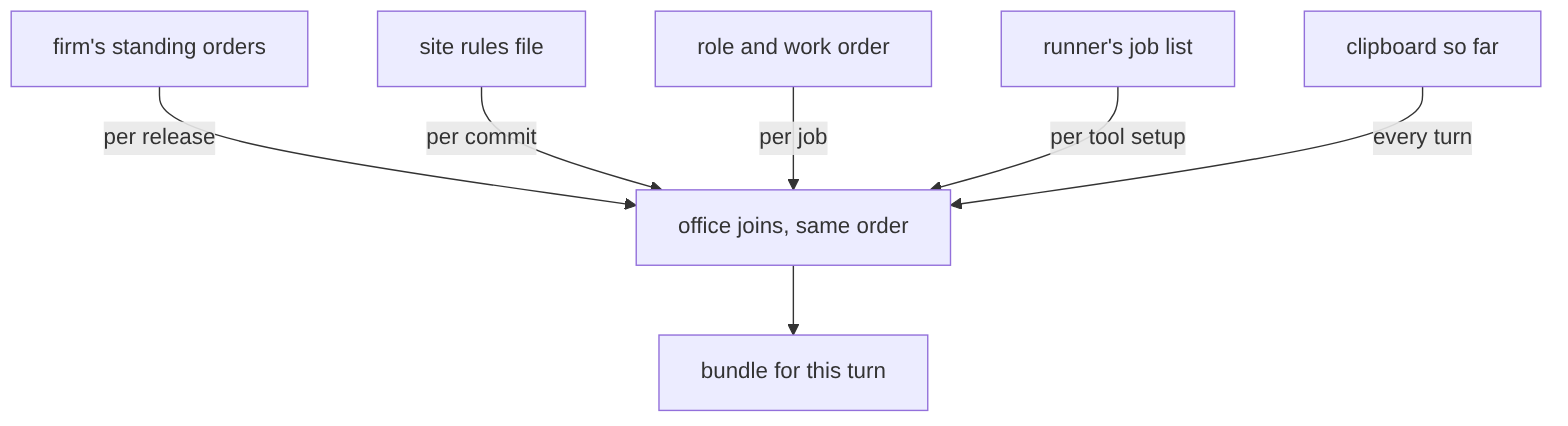 firm's standing orders
site rules file
role and work order
runner's job list
clipboard so far
per release
per commit
per job
per tool setup
every turn
office joins, same order
bundle for this turn